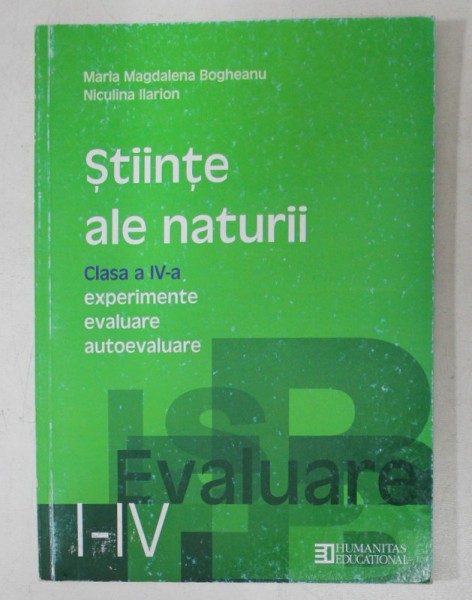 Maria Magdalena Bogheanu
Niculina Ilarion
Științe
ale naturii
Clasa a IV-a
experimente
evaluare
autoevaluare
Evaluare
I-IV
HUMANITAS
EDUCATIONAL